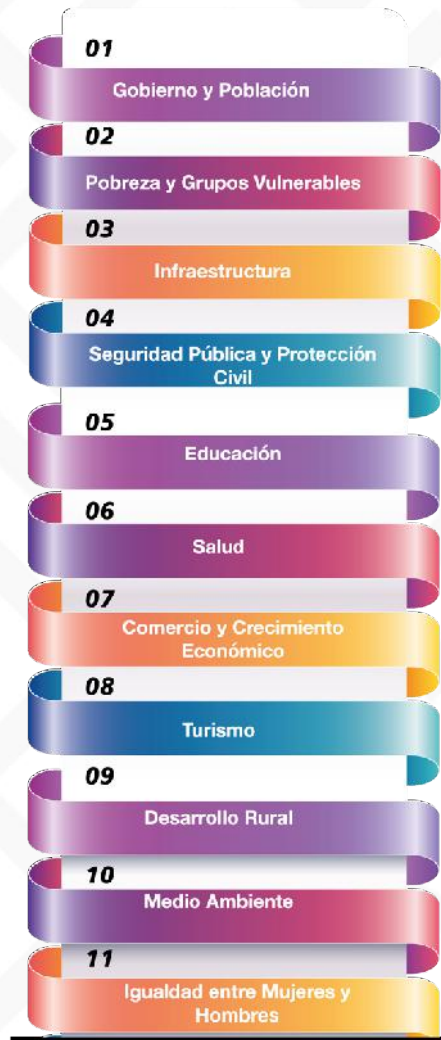 01
Gobierno y Población
02
Pobreza y Grupos Vulnerables
03
Infraestructura
04
Seguridad Pública y Protección
Civil
05
Educación
06
Salud
07
Comercio y Crecimiento
Económico
08
Turismo
09
Desarrollo Rural
10
Medio Ambiente
11
Igualdad entre Mujeres y
Hombres